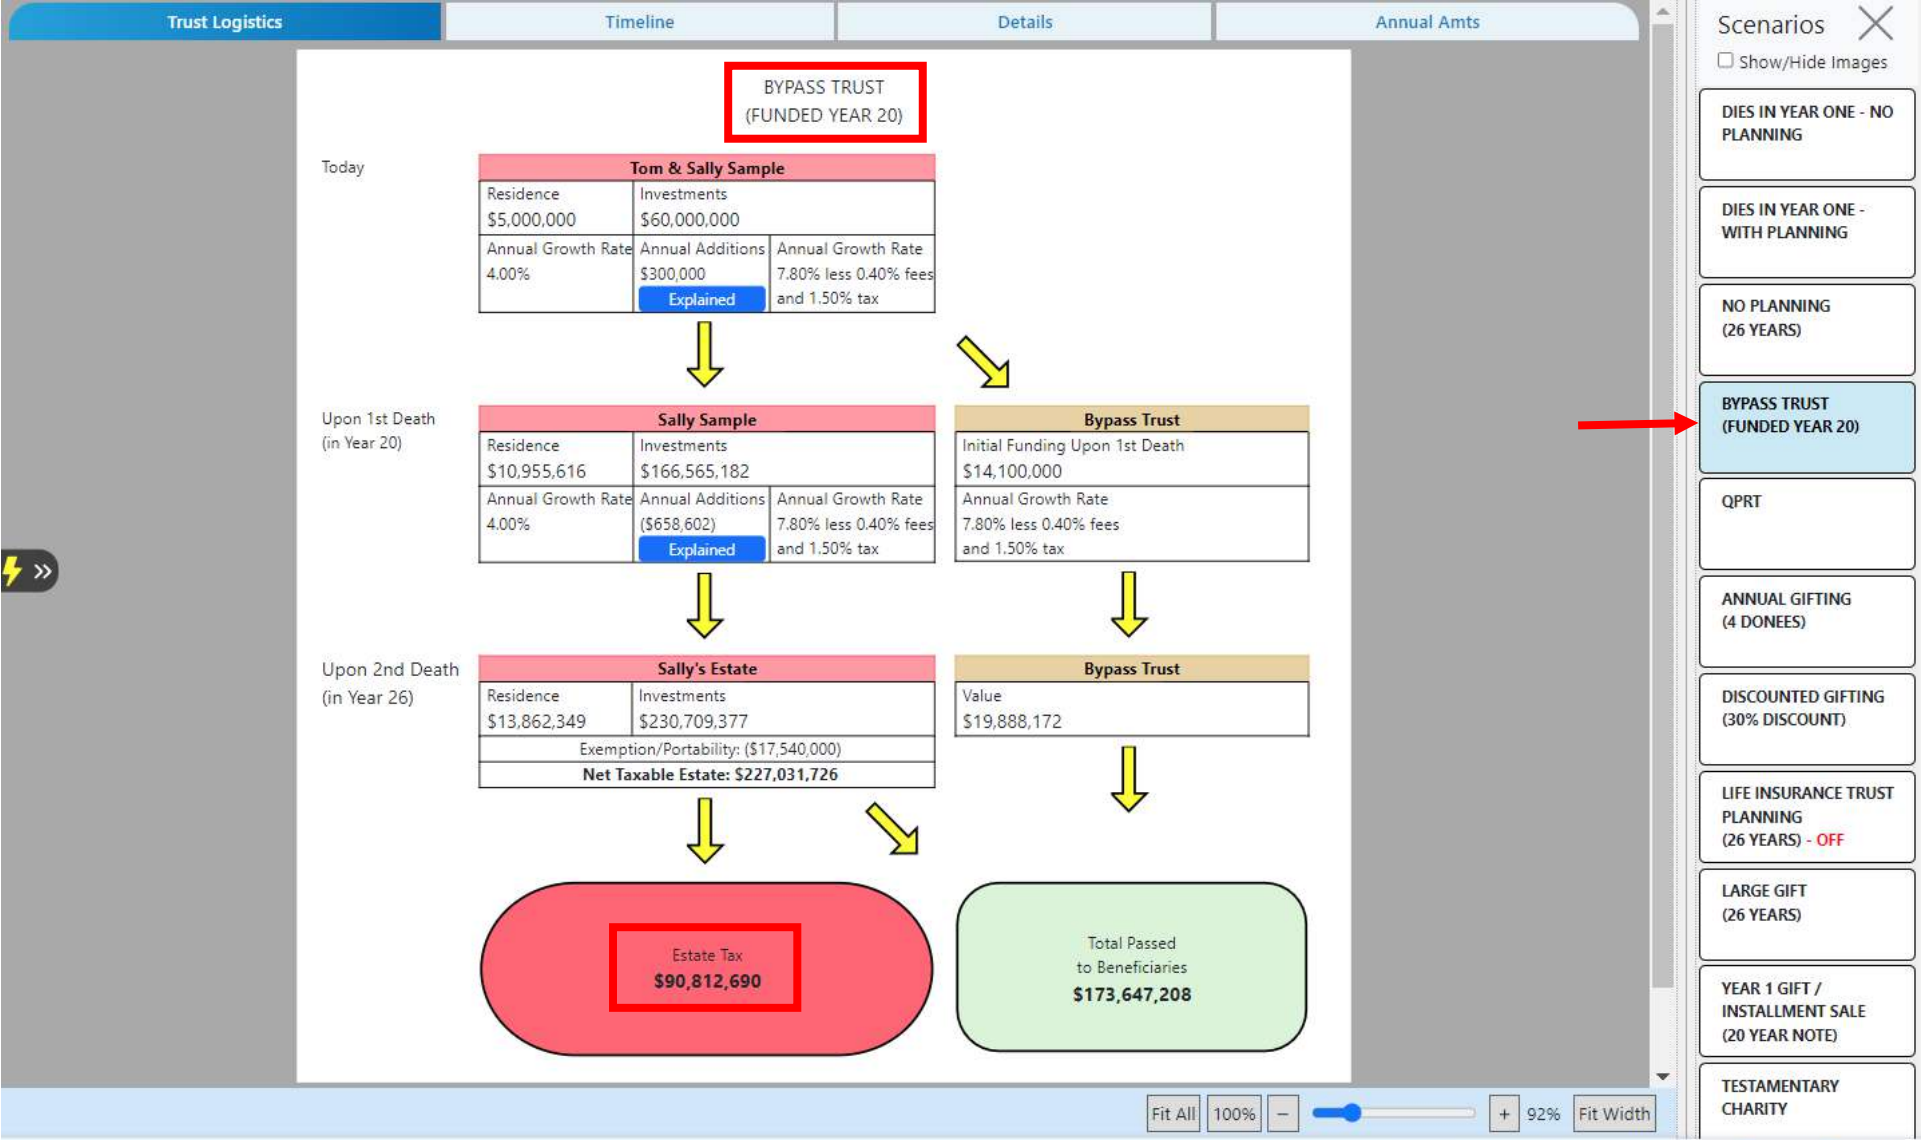 Trust Logistics
Timeline
Details
Annual Amts
BYPASS TRUST
(FUNDED YEAR 20)
Today
Tom & Sally Sample
Residence
$5,000,000
Investments
$60,000,000
Annual Growth Rate
4.00%
Annual Additions
$300,000
Explained
Annual Growth Rate
7.80% less 0.40% fees
and 1.50% tax
Upon 1st Death
(in Year 20)
Sally Sample
Residence
$10,955,616
Investments
$166,565,182
Annual Growth Rate
4.00%
Annual Additions
($658,602)
Explained
Annual Growth Rate
7.80% less 0.40% fees
and 1.50% tax
Bypass Trust
Initial Funding Upon 1st Death
$14,100,000
Annual Growth Rate
7.80% less 0.40% fees
and 1.50% tax
Upon 2nd Death
(in Year 26)
Sally's Estate
Residence
$13,862,349
Investments
$230,709,377
Exemption/Portability: ($17,540,000)
Net Taxable Estate: $227,031,726
Bypass Trust
Value
$19,888,172
Estate Tax
$90,812,690
Total Passed
to Beneficiaries
$173,647,208
Fit All
100%
−
+
92%
Fit Width
Scenarios
Show/Hide Images
DIES IN YEAR ONE - NO
PLANNING
DIES IN YEAR ONE -
WITH PLANNING
NO PLANNING
(26 YEARS)
BYPASS TRUST
(FUNDED YEAR 20)
QPRT
ANNUAL GIFTING
(4 DONEES)
DISCOUNTED GIFTING
(30% DISCOUNT)
LIFE INSURANCE TRUST
PLANNING
(26 YEARS) - OFF
LARGE GIFT
(26 YEARS)
YEAR 1 GIFT /
INSTALLMENT SALE
(20 YEAR NOTE)
TESTAMENTARY
CHARITY